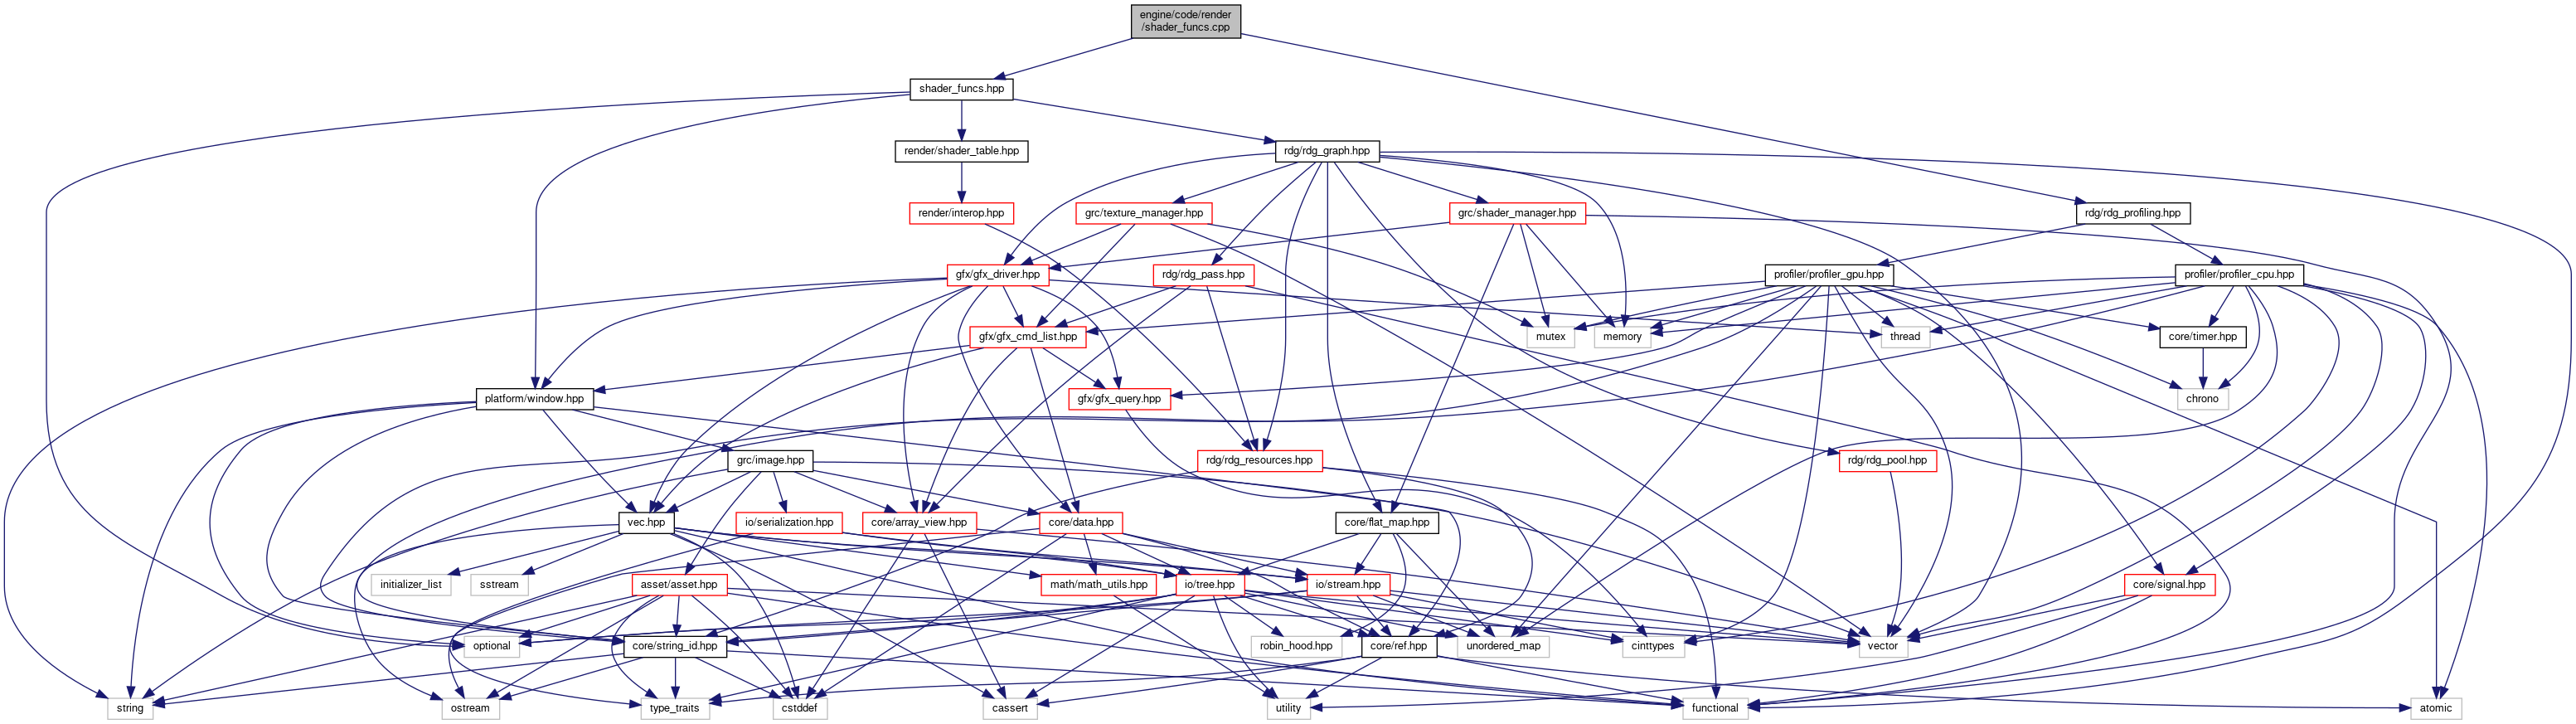 engine/code/render
/shader_funcs.cpp
shader_funcs.hpp
render/shader_table.hpp
rdg/rdg_graph.hpp
render/interop.hpp
grc/texture_manager.hpp
grc/shader_manager.hpp
rdg/rdg_profiling.hpp
gfx/gfx_driver.hpp
rdg/rdg_pass.hpp
profiler/profiler_gpu.hpp
profiler/profiler_cpu.hpp
gfx/gfx_cmd_list.hpp
mutex
memory
thread
core/timer.hpp
platform/window.hpp
gfx/gfx_query.hpp
chrono
grc/image.hpp
rdg/rdg_resources.hpp
rdg/rdg_pool.hpp
vec.hpp
io/serialization.hpp
core/array_view.hpp
core/data.hpp
core/flat_map.hpp
initializer_list
sstream
asset/asset.hpp
math/math_utils.hpp
io/tree.hpp
io/stream.hpp
core/signal.hpp
optional
core/string_id.hpp
robin_hood.hpp
core/ref.hpp
unordered_map
cinttypes
vector
string
ostream
type_traits
cstddef
cassert
utility
functional
atomic